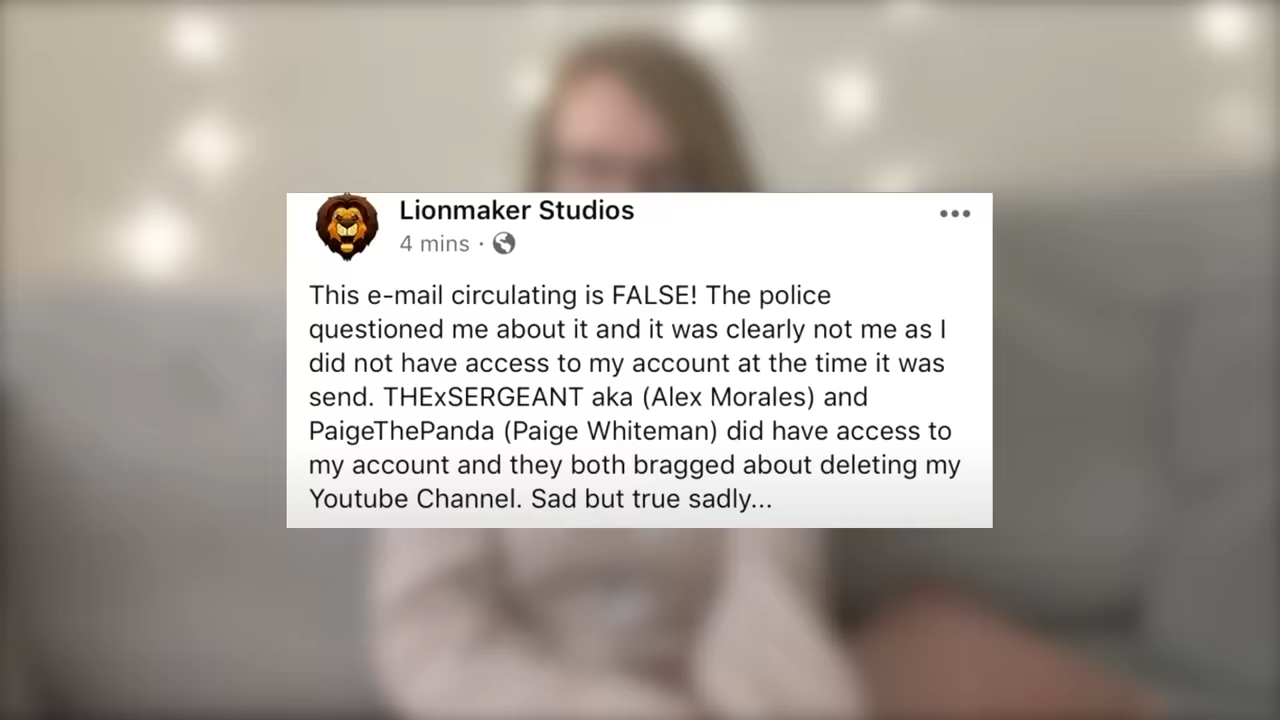 Lionmaker Studios
4 mins ·
This e-mail circulating is FALSE! The police
questioned me about it and it was clearly not me as I
did not have access to my account at the time it was
send. THExSERGEANT aka (Alex Morales) and
PaigeThePanda (Paige Whiteman) did have access to
my account and they both bragged about deleting my
Youtube Channel. Sad but true sadly...